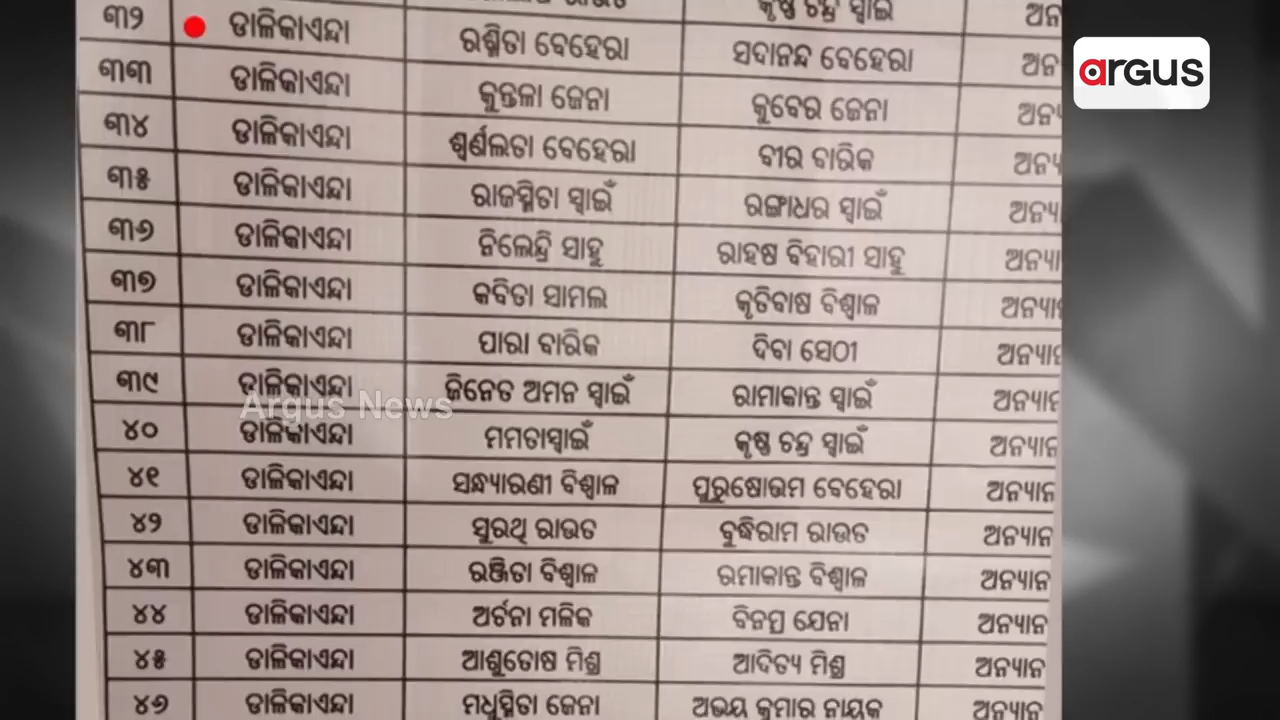 ୩୨ ଡାଳିକାଏନ୍ଦା ରଶ୍ମିତା ବେହେରା ସଦାନନ୍ଦ ବେହେରା
୩୩ ଡାଳିକାଏନ୍ଦା କୁନ୍ତଳା ଜେନା କୁବେର ଜେନା
୩୪ ଡାଳିକାଏନ୍ଦା ଶ୍ୱର୍ଣଲତା ବେହେରା ବୀର ବାରିକ
୩୫ ଡାଳିକାଏନ୍ଦା ରାଜସ୍ମିତା ସ୍ୱାଇଁ ରଙ୍ଗାଧର ସ୍ୱାଇଁ
୩୬ ଡାଳିକାଏନ୍ଦା ନିଲେନ୍ଦ୍ରି ସାହୁ ରାହଷ ବିହାରୀ ସାହୁ
୩୭ ଡାଳିକାଏନ୍ଦା କବିତା ସାମଲ କୃତିବାଷ ବିଶ୍ୱାଳ
୩୮ ଡାଳିକାଏନ୍ଦା ପାରା ବାରିକ ଦିବା ସେଠୀ
୩୯ ଡାଳିକାଏନ୍ଦା ଜିନେତ ଅମନ ସ୍ୱାଇଁ ରାମାକାନ୍ତ ସ୍ୱାଇଁ
୪୦ ଡାଳିକାଏନ୍ଦା ମମତାସ୍ୱାଇଁ କୃଷ୍ଣ ଚନ୍ଦ୍ର ସ୍ୱାଇଁ
୪୧ ଡାଳିକାଏନ୍ଦା ସନ୍ଧ୍ୟାରଣୀ ବିଶ୍ୱାଳ ପୁରୁଷୋତ୍ତମ ବେହେରା
୪୨ ଡାଳିକାଏନ୍ଦା ସୁରଥି ରାଉତ ବୁଦ୍ଧିରାମ ରାଉତ
୪୩ ଡାଳିକାଏନ୍ଦା ରଞ୍ଜିତା ବିଶ୍ୱାଳ ରମାକାନ୍ତ ବିଶ୍ୱାଳ
୪୪ ଡାଳିକାଏନ୍ଦା ଅର୍ଚନା ମଳିକ ବିନମ୍ର ଯେନା
୪୫ ଡାଳିକାଏନ୍ଦା ଆଶୁତୋଷ ମିଶ୍ର ଆଦିତ୍ୟ ମିଶ୍ର
୪୬ ଡାଳିକାଏନ୍ଦା ମଧୁସ୍ମିତା ଜେନା ଅଭୟ କୁମାର ନାୟକ
argus
Argus News